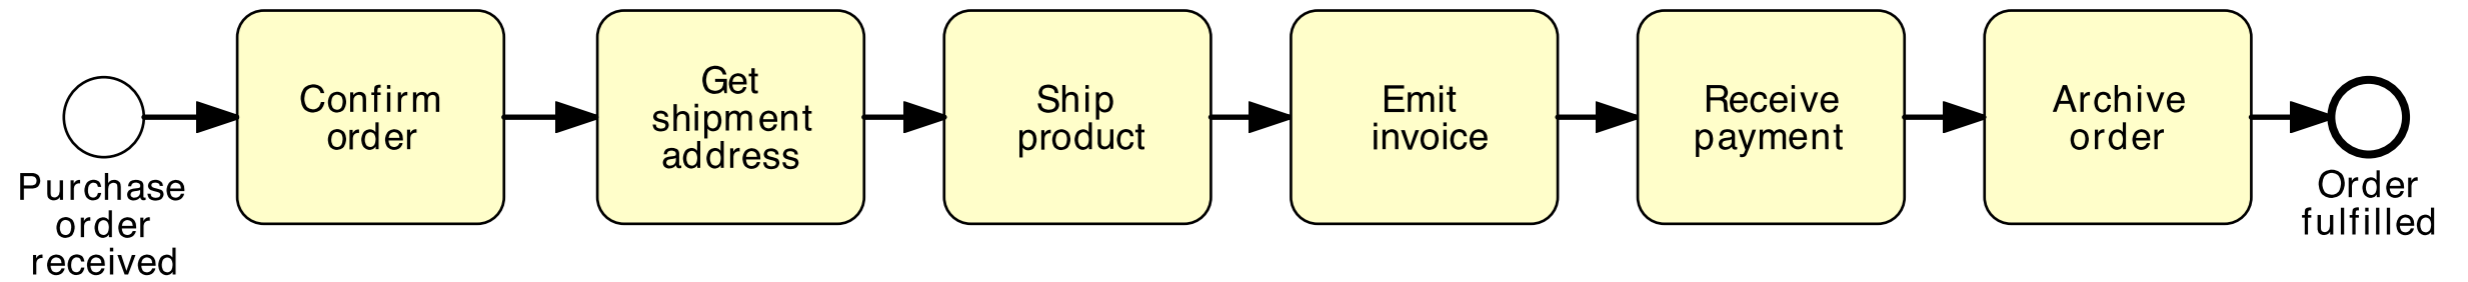 Purchase
order
received
Confirm
order
Get
shipment
address
Ship
product
Emit
invoice
Receive
payment
Archive
order
Order
fulfilled